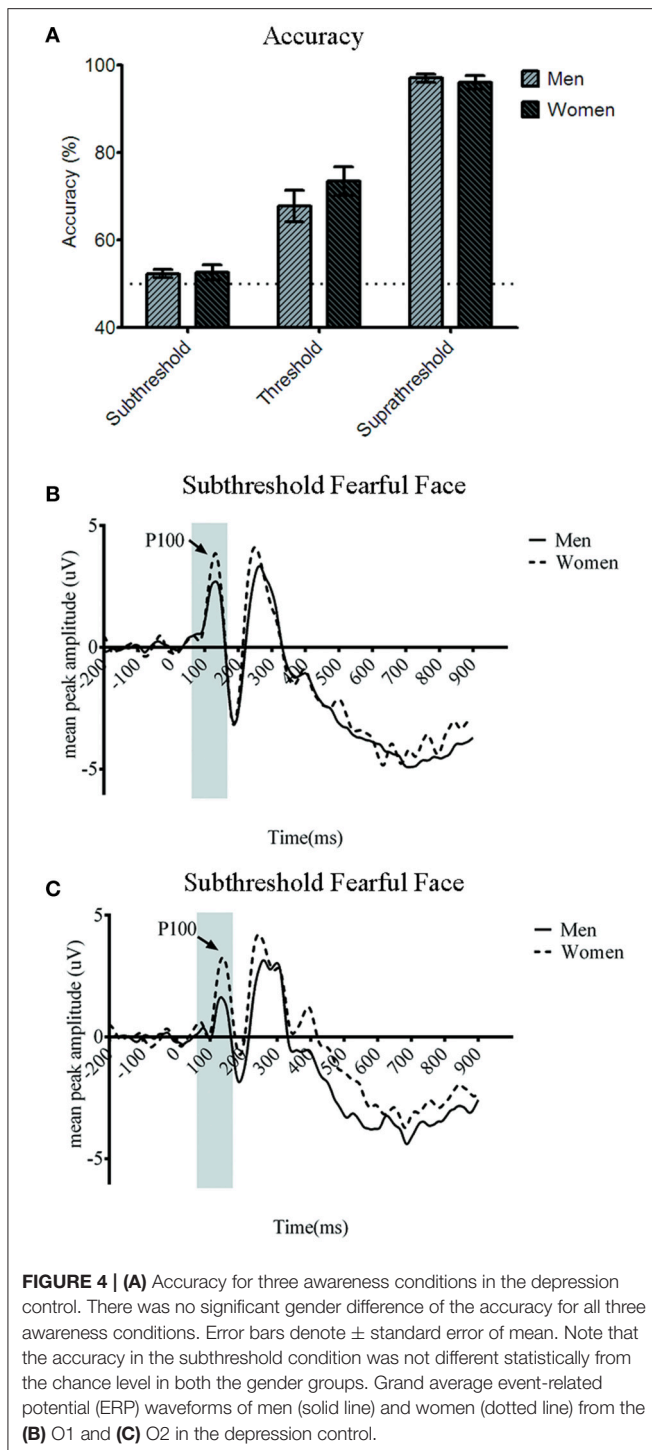 A
Accuracy
Accuracy (%)
100
80
60
40
Men
Women
Subthreshold
Threshold
Suprathreshold
B
Subthreshold Fearful Face
mean peak amplitude (uV)
5
0
-5
P100
Men
Women
-200 -100 0 100 200 300 400 500 600 700 800 900
Time(ms)
C
Subthreshold Fearful Face
mean peak amplitude (uV)
5
0
-5
P100
Men
Women
-200 -100 0 100 200 300 400 500 600 700 800 900
Time(ms)
FIGURE 4 | (A) Accuracy for three awareness conditions in the depression
control. There was no significant gender difference of the accuracy for all three
awareness conditions. Error bars denote ± standard error of mean. Note that
the accuracy in the subthreshold condition was not different statistically from
the chance level in both the gender groups. Grand average event-related
potential (ERP) waveforms of men (solid line) and women (dotted line) from the
(B) O1 and (C) O2 in the depression control.